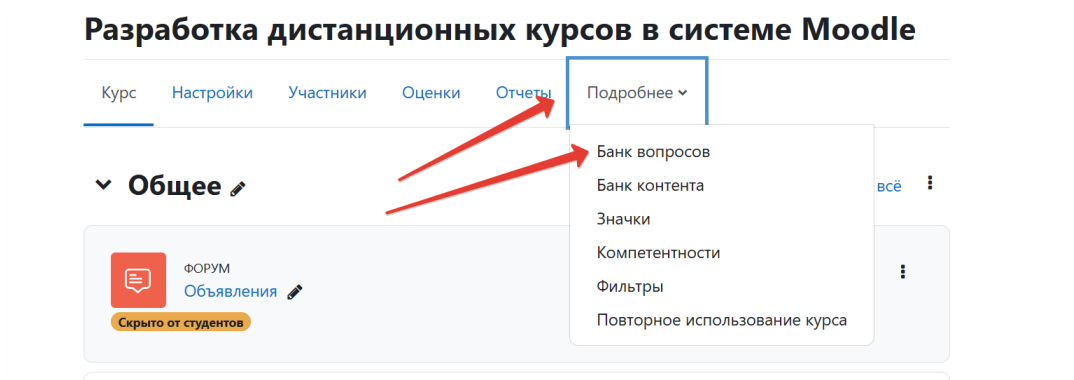 Разработка дистанционных курсов в системе Moodle
Курс Настройки Участники Оценки Отчеты Подробнее
Банк вопросов
Общее
Банк контента
всё
Значки
Компетентности
ФОРУМ
Объявления
Фильтры
Скрыто от студентов
Повторное использование курса